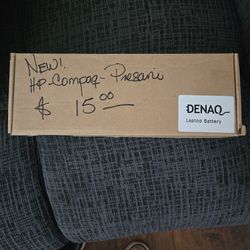 NEW!
HP-Compaq-Presario
$ 15.00
DENAQ
Laptop Battery